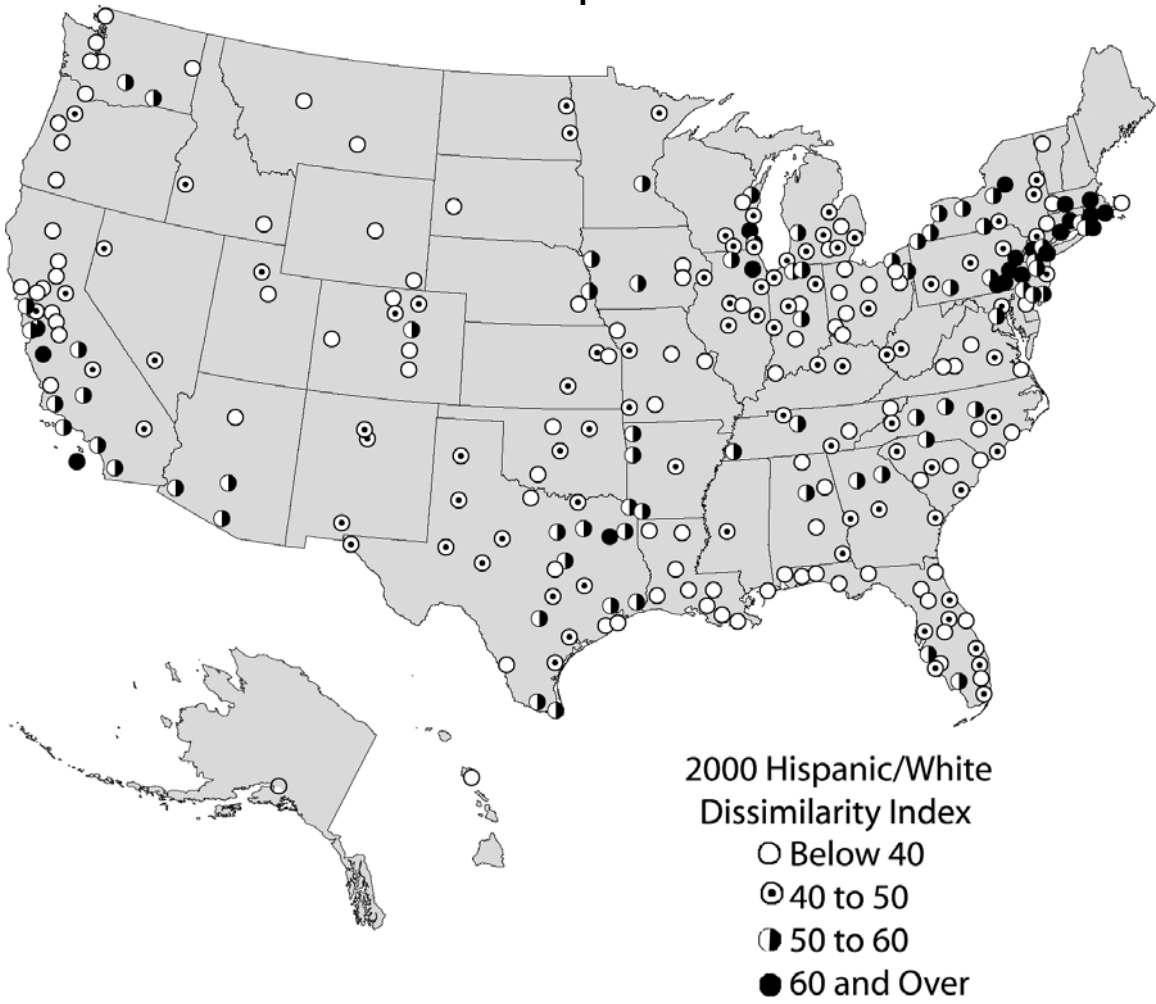 2000 Hispanic/White
Dissimilarity Index
Below 40
40 to 50
50 to 60
60 and Over